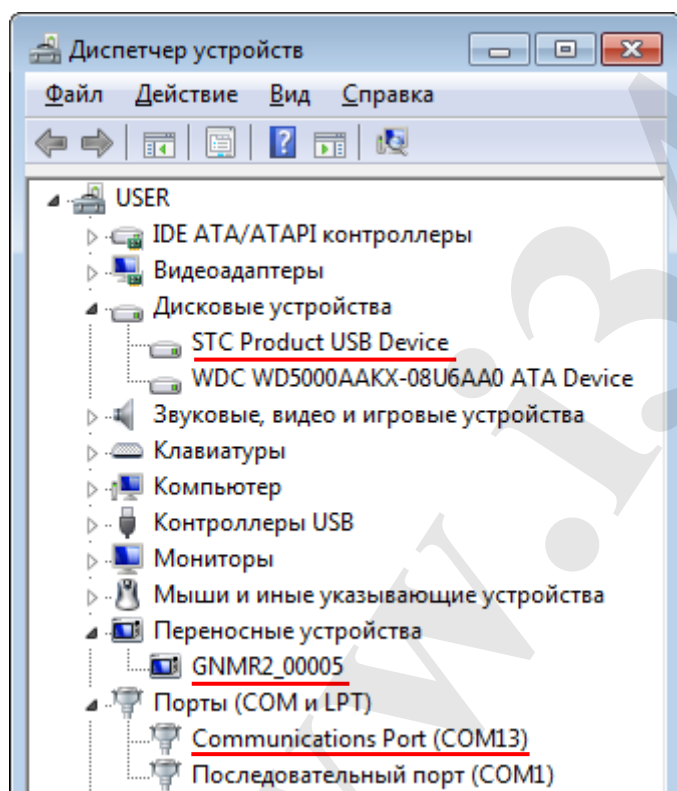 Диспетчер устройств
Файл Действие Вид Справка
USER
IDE ATA/ATAPI контроллеры
Видеоадаптеры
Дисковые устройства
STC Product USB Device
WDC WD5000AAKX-08U6AA0 ATA Device
Звуковые, видео и игровые устройства
Клавиатуры
Компьютер
Контроллеры USB
Мониторы
Мыши и иные указывающие устройства
Переносные устройства
GNMR2_00005
Порты (COM и LPT)
Communications Port (COM13)
Последовательный порт (COM1)